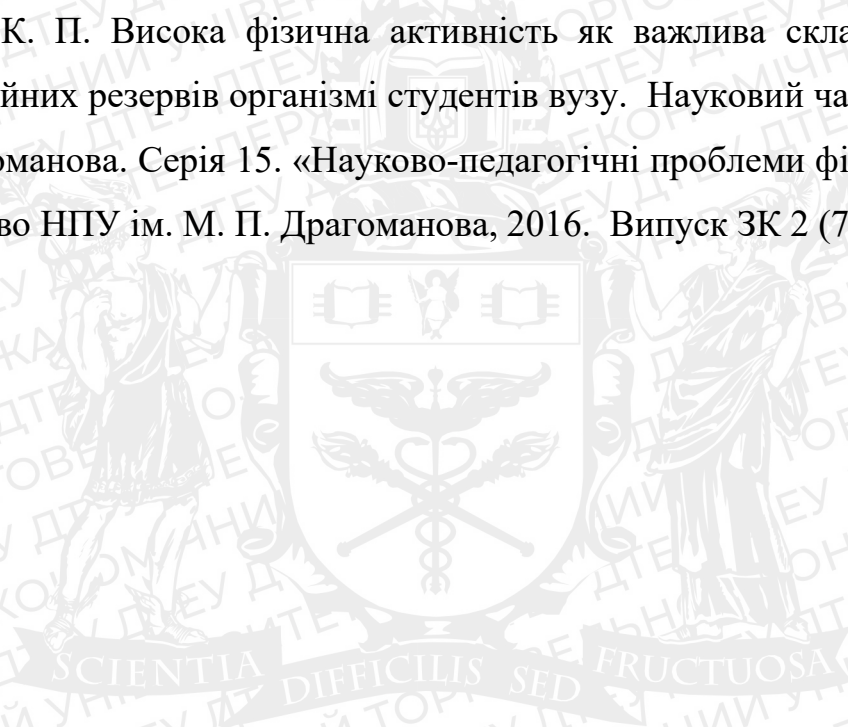 К. П. Висока фізична активність як важлива скла
йних резервів організмі студентів вузу. Науковий ча
оманова. Серія 15. «Науково-педагогічні проблеми фі
во НПУ ім. М. П. Драгоманова, 2016. Випуск ЗК 2 (7
SCIENTIA DIFFICILIS SED FRUCTUOSA